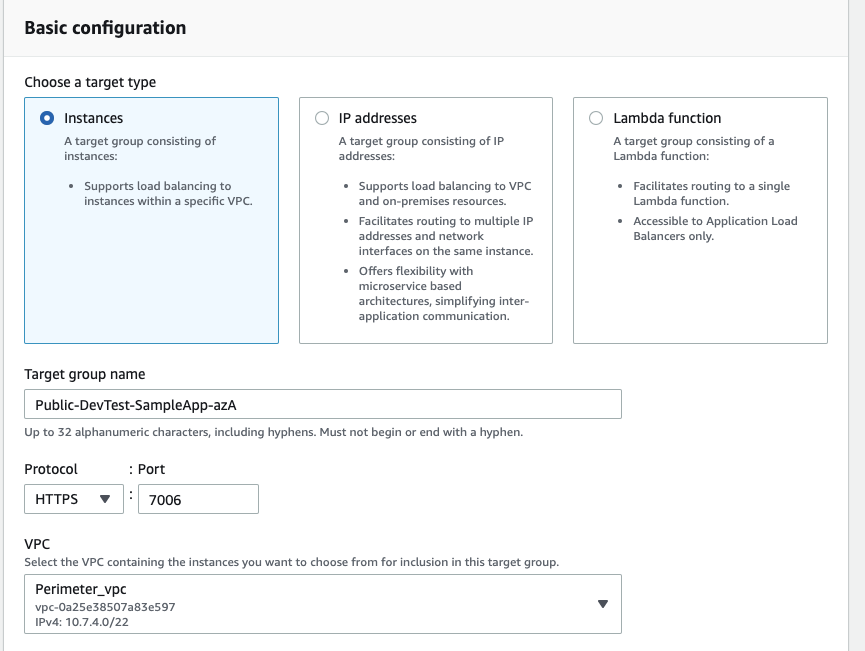 Basic configuration
Choose a target type
Instances
A target group consisting of
instances:
• Supports load balancing to
instances within a specific VPC.
IP addresses
A target group consisting of IP
addresses:
• Supports load balancing to VPC
and on-premises resources.
• Facilitates routing to multiple IP
addresses and network
interfaces on the same instance.
• Offers flexibility with
microservice based
architectures, simplifying inter-
application communication.
Lambda function
A target group consisting of a
Lambda function:
• Facilitates routing to a single
Lambda function.
• Accessible to Application Load
Balancers only.
Target group name
Public-DevTest-SampleApp-azA
Up to 32 alphanumeric characters, including hyphens. Must not begin or end with a hyphen.
Protocol : Port
HTTPS : 7006
VPC
Select the VPC containing the instances you want to choose from for inclusion in this target group.
Perimeter_vpc
vpc-0a25e38507a83e597
IPv4: 10.7.4.0/22